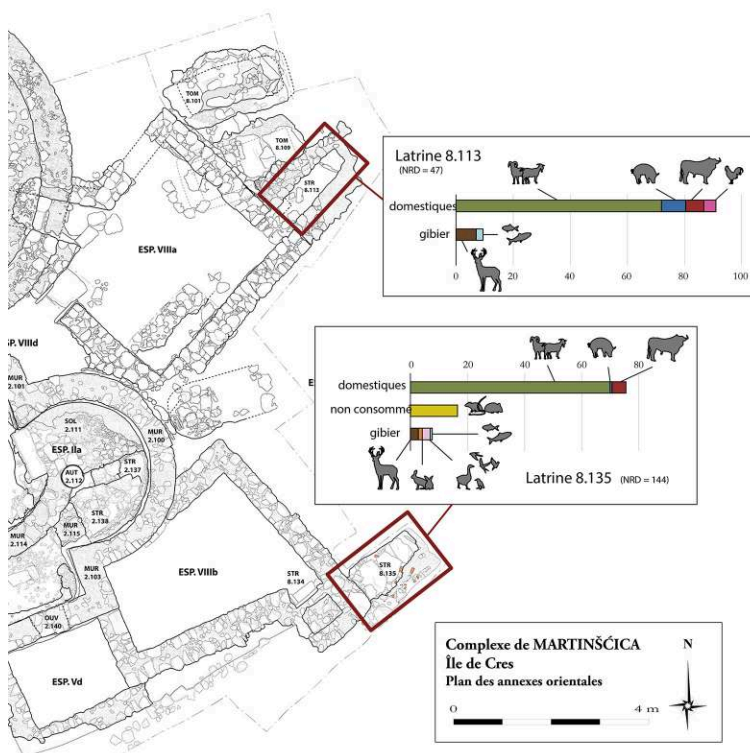 TOM
8.101
TOM
8.109
STR
8.113
ESP. VIIIa
Latrine 8.113
(NRD = 47)
domestiques
gibier
0 20 40 60 80 100
P. VIIId
MUR
2.101
SOL
2.111
MUR
2.100
ESP. IIa
AUT
2.112
STR
2.137
STR
2.138
MUR
2.115
MUR
2.114
MUR
2.103
OUV
2.140
ESP. Vd
ESP. VIIIb
STR
8.134
STR
8.135
E
0 20 40 60 80
domestiques
non consomme
gibier
Latrine 8.135 (NRD = 144)
Complexe de MARTINŠĆICA
Île de Cres
Plan des annexes orientales
N
0 4 m